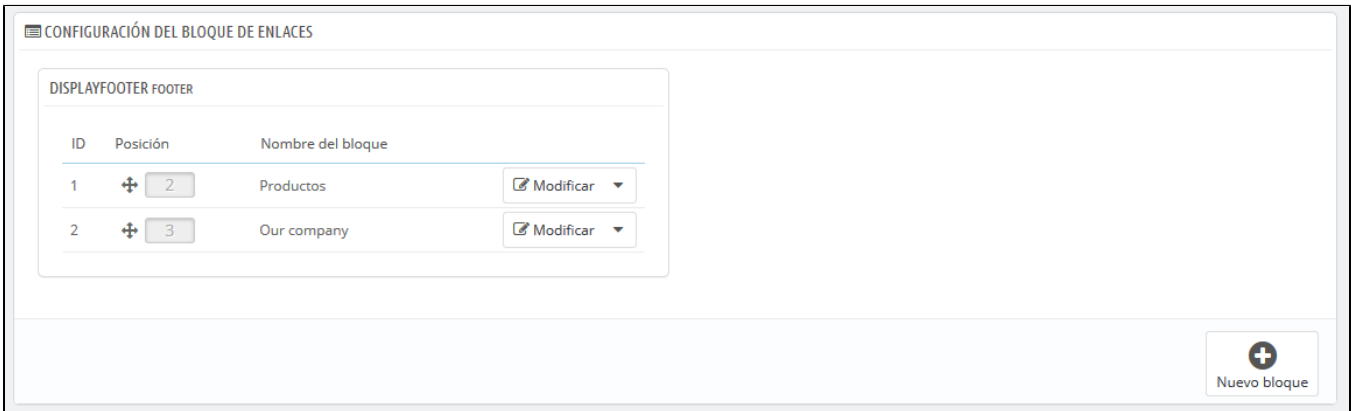 CONFIGURACIÓN DEL BLOQUE DE ENLACES
DISPLAYFOOTER FOOTER
ID Posición Nombre del bloque
1 2 Productos Modificar
2 3 Our company Modificar
Nuevo bloque